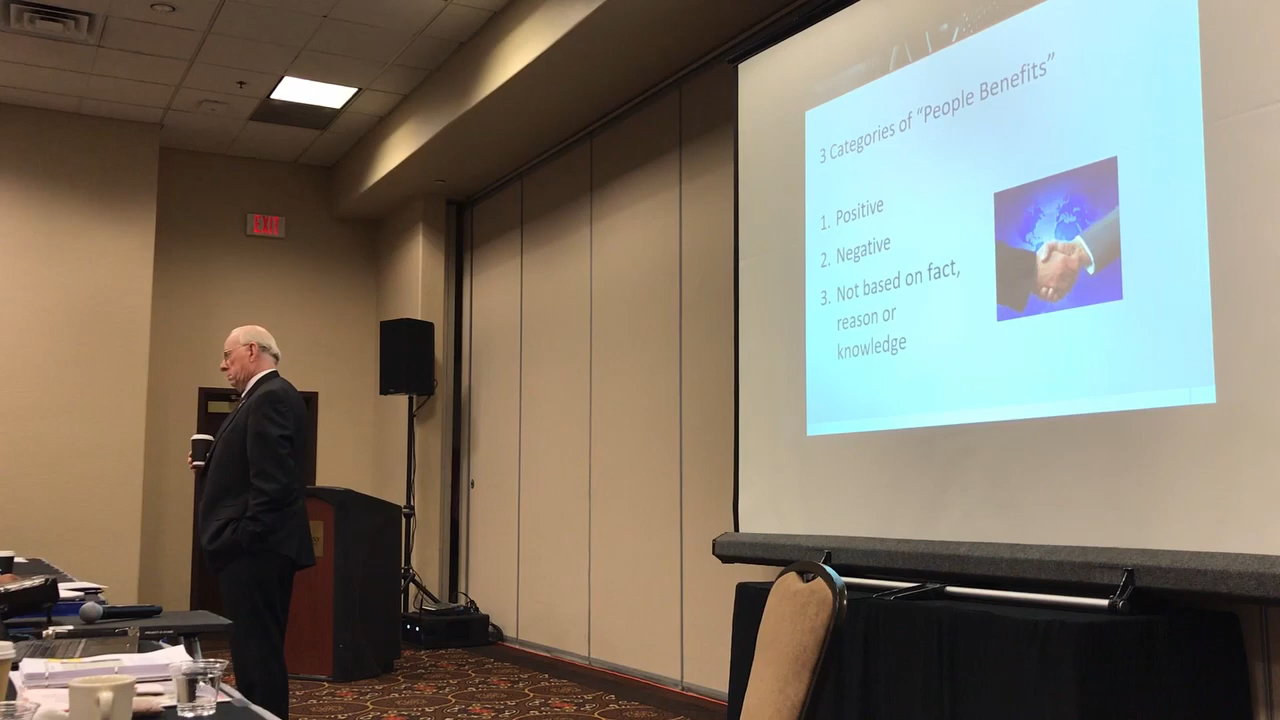 3 Categories of “People Benefits”
1. Positive
2. Negative
3. Not based on fact,
reason or
knowledge
EXIT